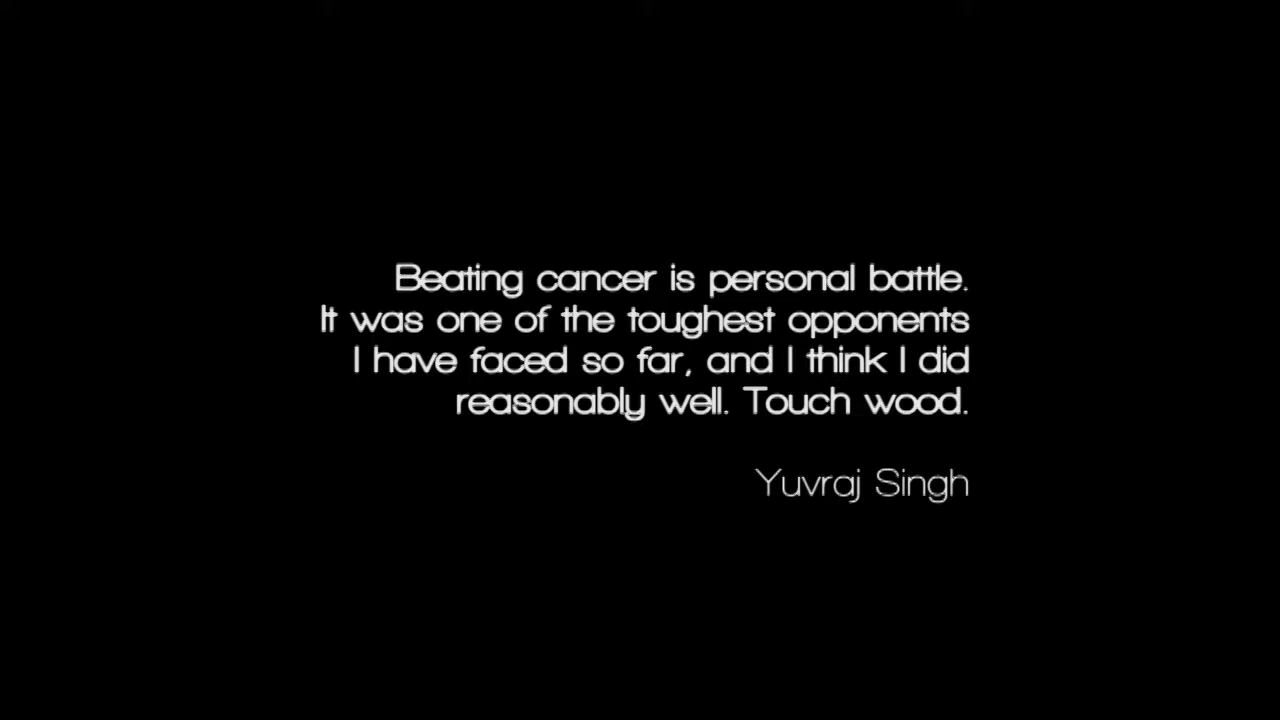 Beating cancer is personal battle.
It was one of the toughest opponents
I have faced so far, and I think I did
reasonably well. Touch wood.
Yuvraj Singh